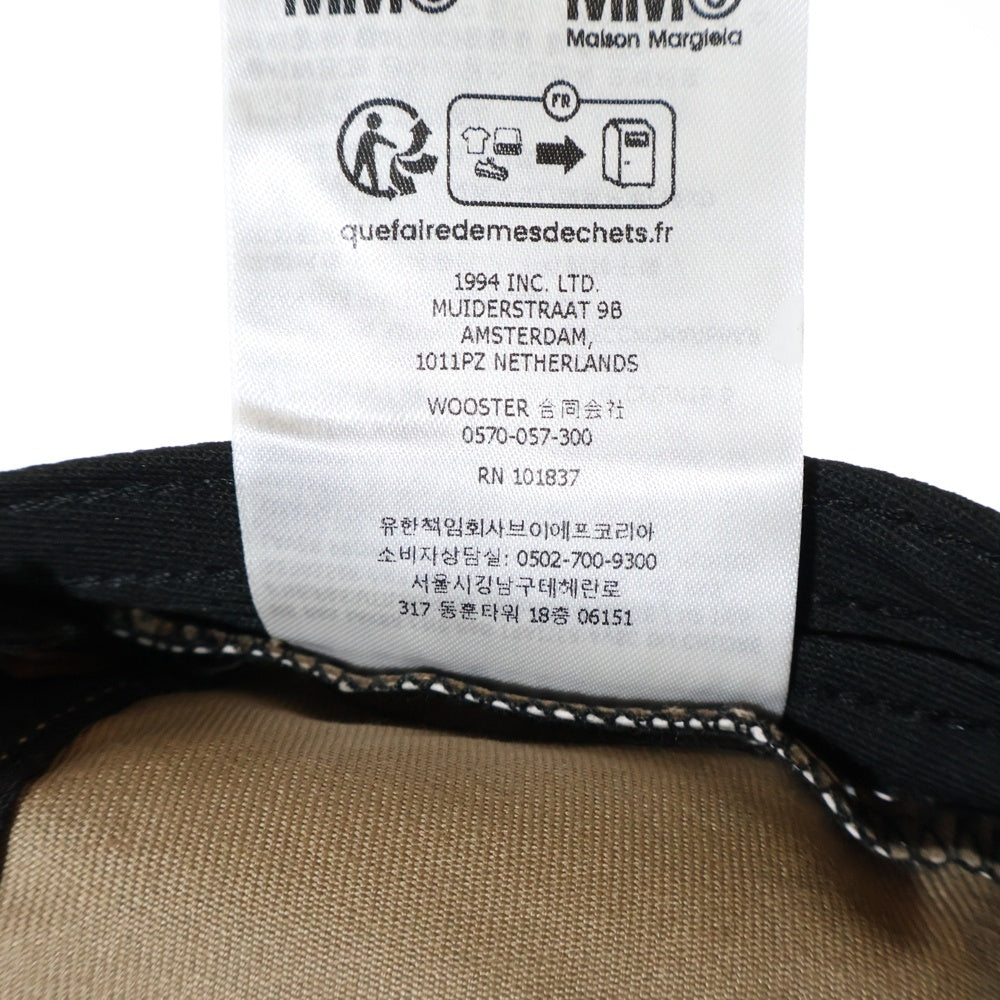 MM6
MM6
Maison Margiela
FR
quefairedemesdechets.fr
1994 INC. LTD.
MUIDERSTRAAT 9B
AMSTERDAM,
1011PZ NETHERLANDS
WOOSTER 合同会社
0570-057-300
RN 101837
유한책임회사브이에프코리아
소비자상담실: 0502-700-9300
서울시강남구테헤란로
317 동훈타워 18층 06151